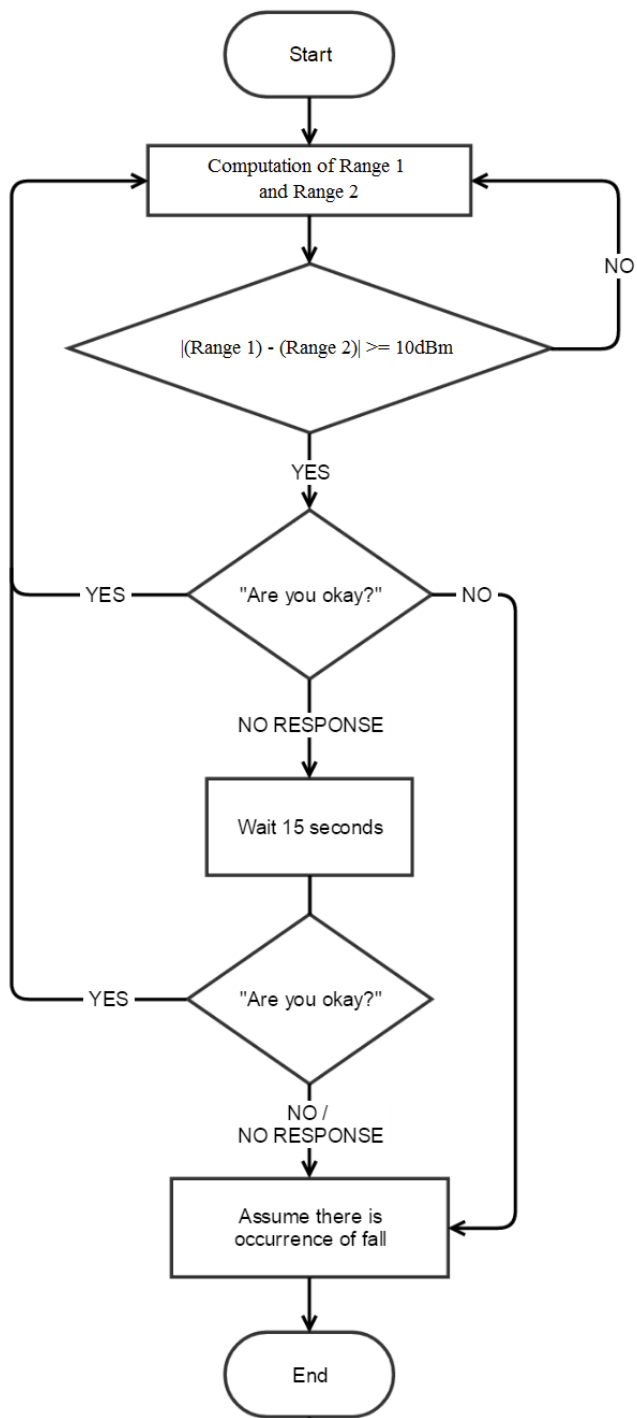 Start
Computation of Range 1
and Range 2
NO
|(Range 1) - (Range 2)| >= 10dBm
YES
YES
"Are you okay?"
NO
NO RESPONSE
Wait 15 seconds
YES
"Are you okay?"
NO /
NO RESPONSE
Assume there is
occurrence of fall
End